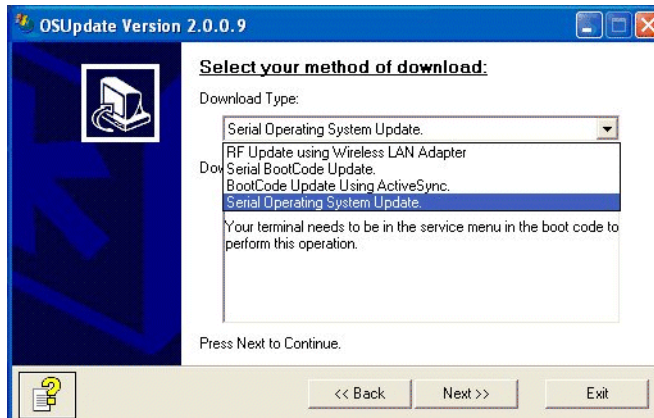 OSUpdate Version 2.0.0.9
Select your method of download:
Download Type:
Serial Operating System Update.
RF Update using Wireless LAN Adapter
Serial BootCode Update.
BootCode Update Using ActiveSync.
Serial Operating System Update.
Your terminal needs to be in the service menu in the boot code to
perform this operation.
Press Next to Continue.
<< Back
Next >>
Exit